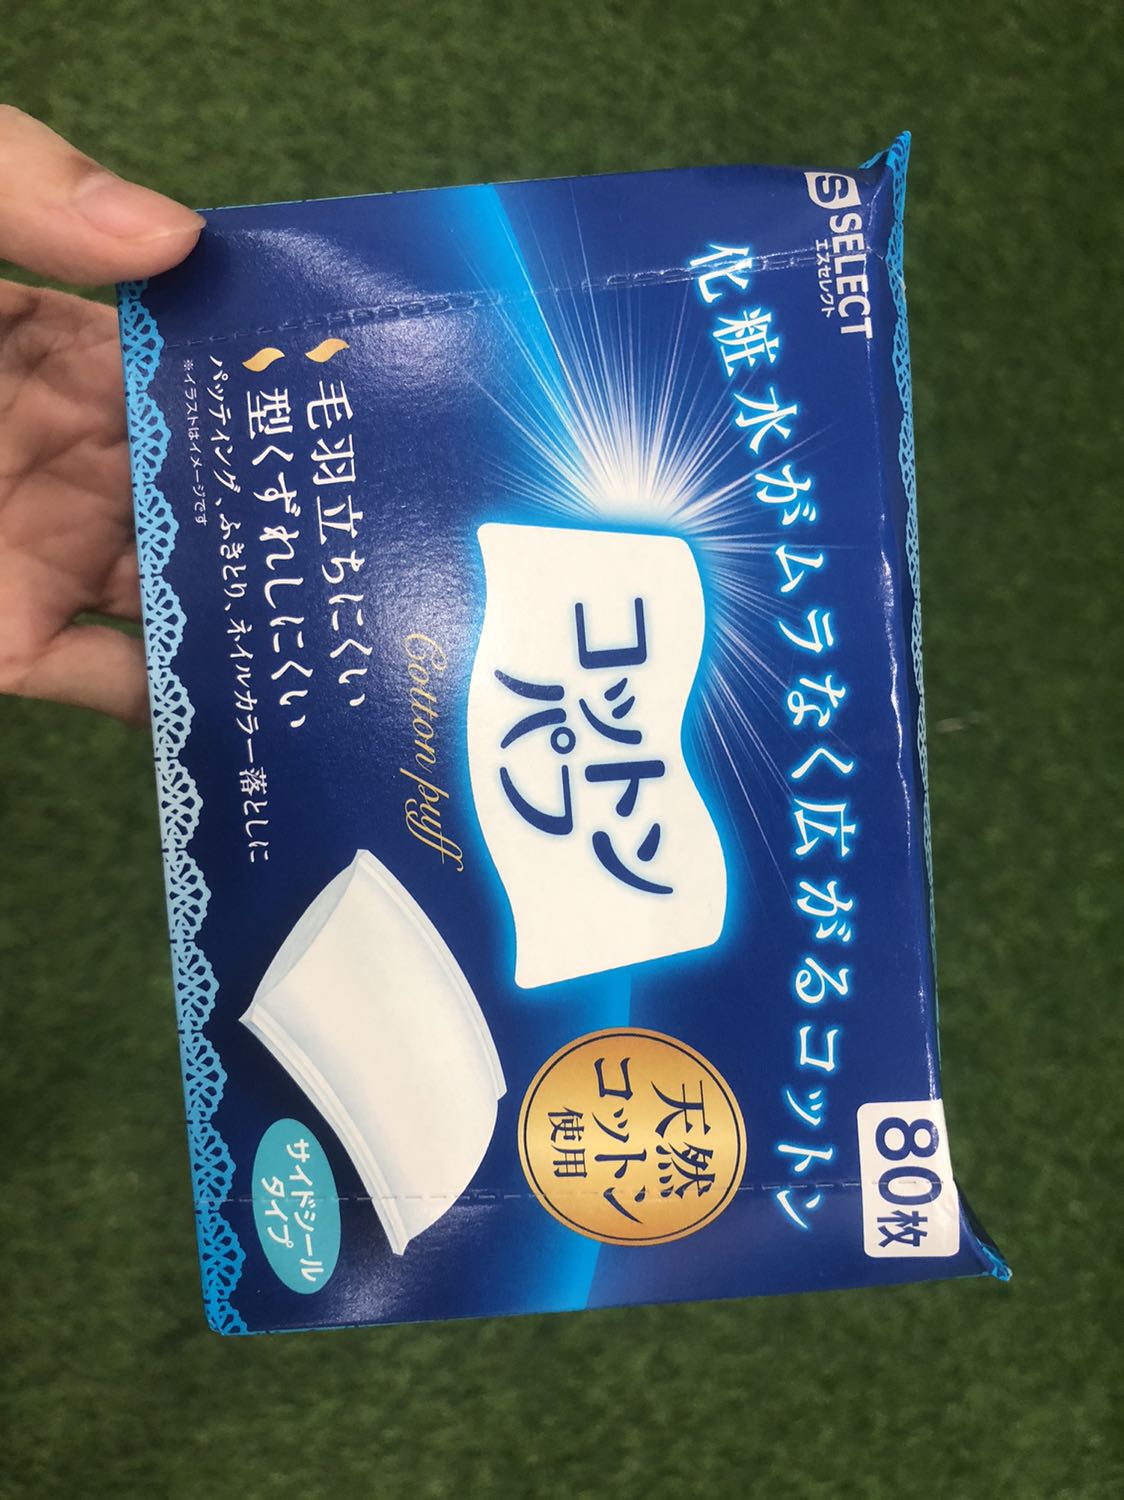 S SELECT
エスセレクト
80枚
化粧水がムラなく広がるコットン
コットン
パフ
天然
コットン
使用
Cotton puff
毛羽立ちにくい
型くずれしにくい
パッティング、ふきとり、ネイルカラー落としに
※イラストはイメージです
サイドシール
タイプ